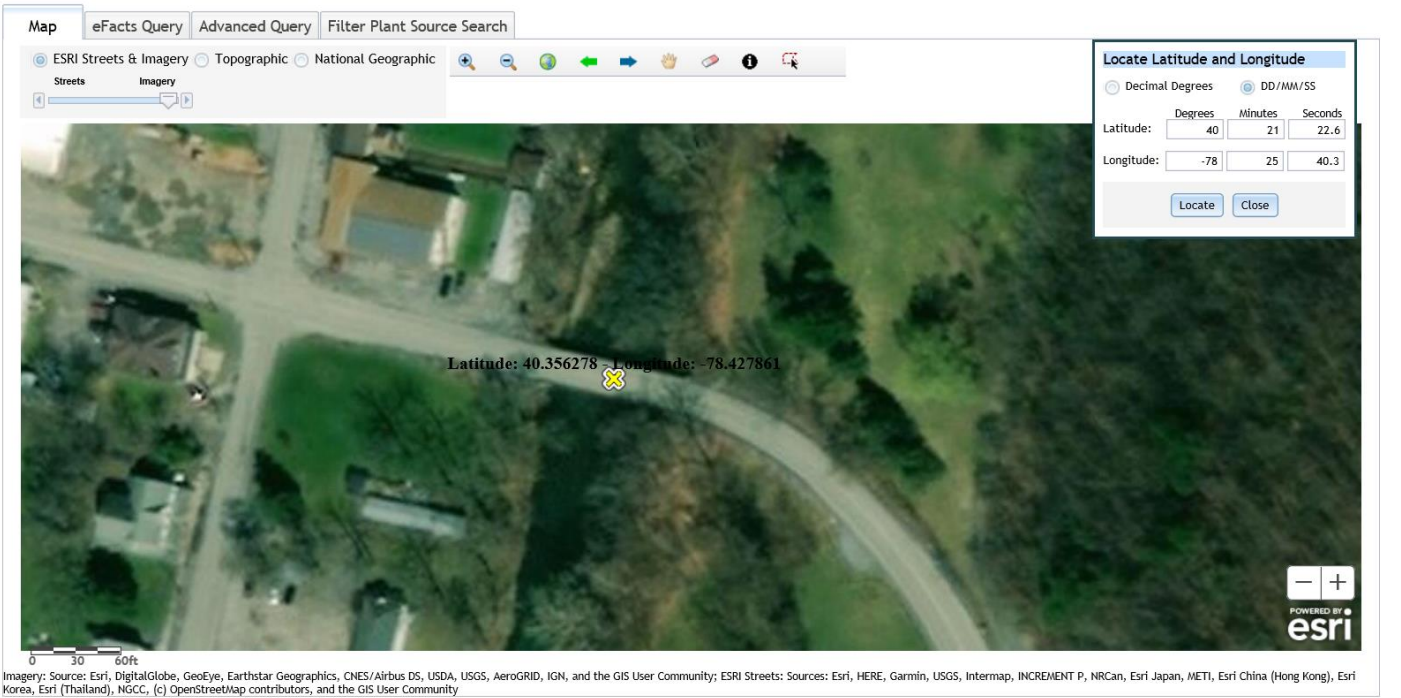 Map eFacts Query Advanced Query Filter Plant Source Search
ESRI Streets & Imagery Topographic National Geographic
Streets Imagery
Locate Latitude and Longitude
Decimal Degrees DD/MM/SS
Degrees Minutes Seconds
Latitude: 40 21 22.6
Longitude: -78 25 40.3
Locate Close
Latitude: 40.356278 - Longitude: -78.427861
POWERED BY
esri
0 30 60ft
Imagery: Source: Esri, DigitalGlobe, GeoEye, Earthstar Geographics, CNES/Airbus DS, USDA, USGS, AeroGRID, IGN, and the GIS User Community; ESRI Streets: Sources: Esri, HERE, Garmin, USGS, Intermap, INCREMENT P, NRCan, Esri Japan, METI, Esri China (Hong Kong), Esri
Korea, Esri (Thailand), NGCC, (c) OpenStreetMap contributors, and the GIS User Community